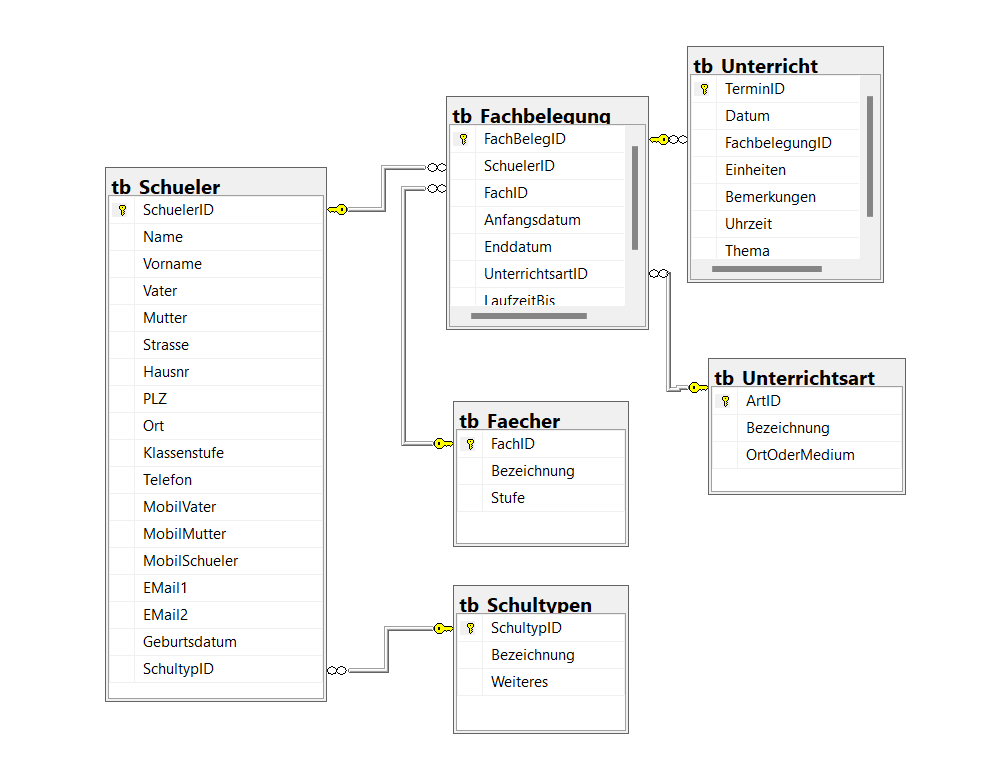 tb_Schueler
SchuelerID
Name
Vorname
Vater
Mutter
Strasse
Hausnr
PLZ
Ort
Klassenstufe
Telefon
MobilVater
MobilMutter
MobilSchueler
EMail1
EMail2
Geburtsdatum
SchultypID
tb_Fachbelegung
FachBelegID
SchuelerID
FachID
Anfangsdatum
Enddatum
UnterrichtsartID
LaufzeitBis
tb_Unterricht
TerminID
Datum
FachbelegungID
Einheiten
Bemerkungen
Uhrzeit
Thema
tb_Unterrichtsart
ArtID
Bezeichnung
OrtOderMedium
tb_Faecher
FachID
Bezeichnung
Stufe
tb_Schultypen
SchultypID
Bezeichnung
Weiteres